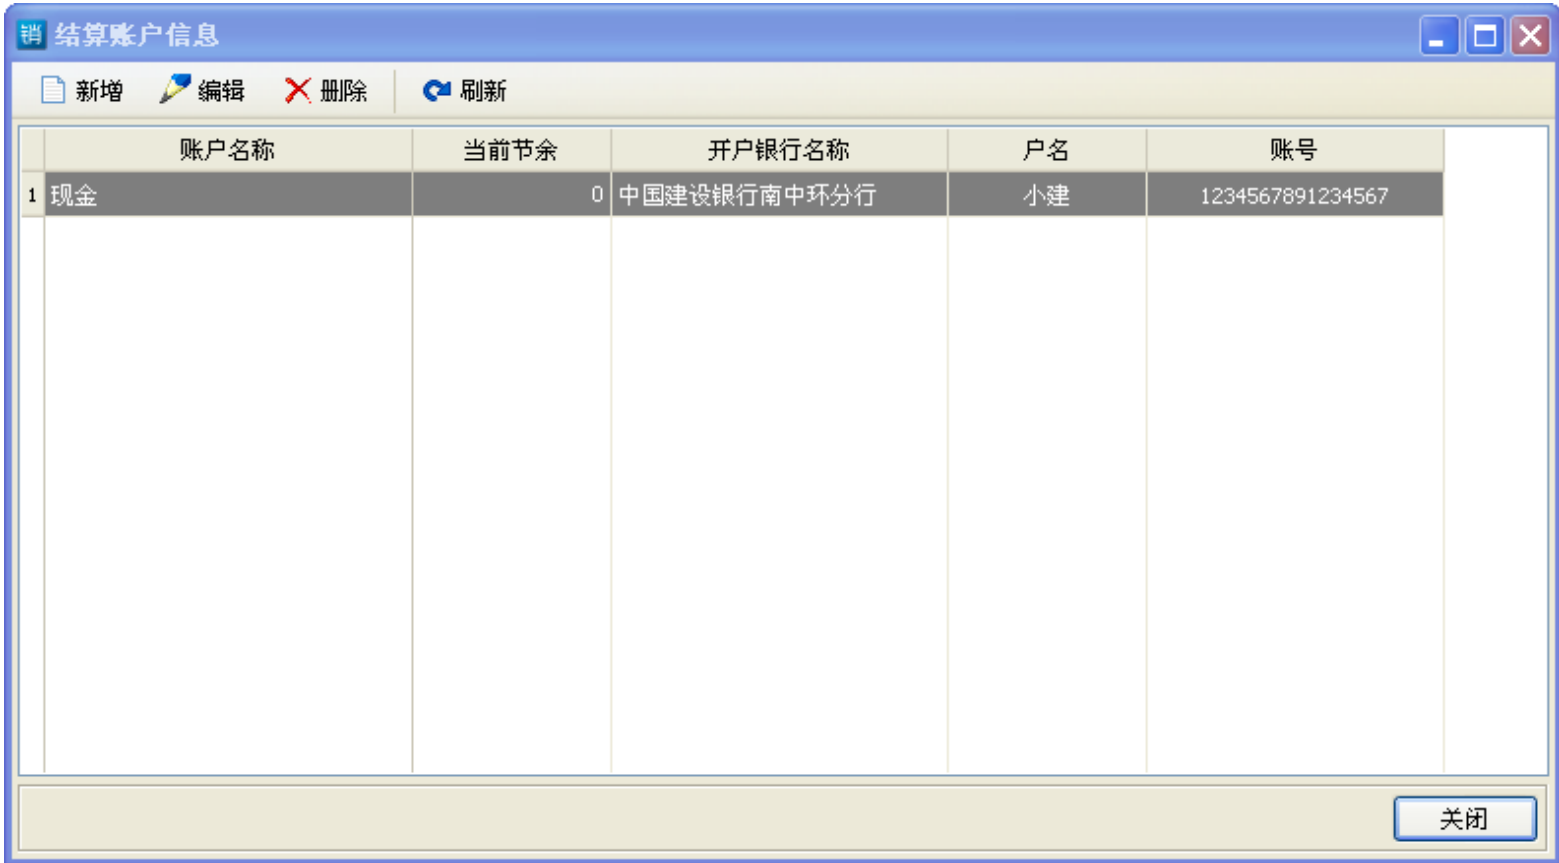 销 结算账户信息
新增 编辑 删除 刷新
账户名称 当前节余 开户银行名称 户名 账号
1 现金 0 中国建设银行南中环分行 小建 1234567891234567
关闭